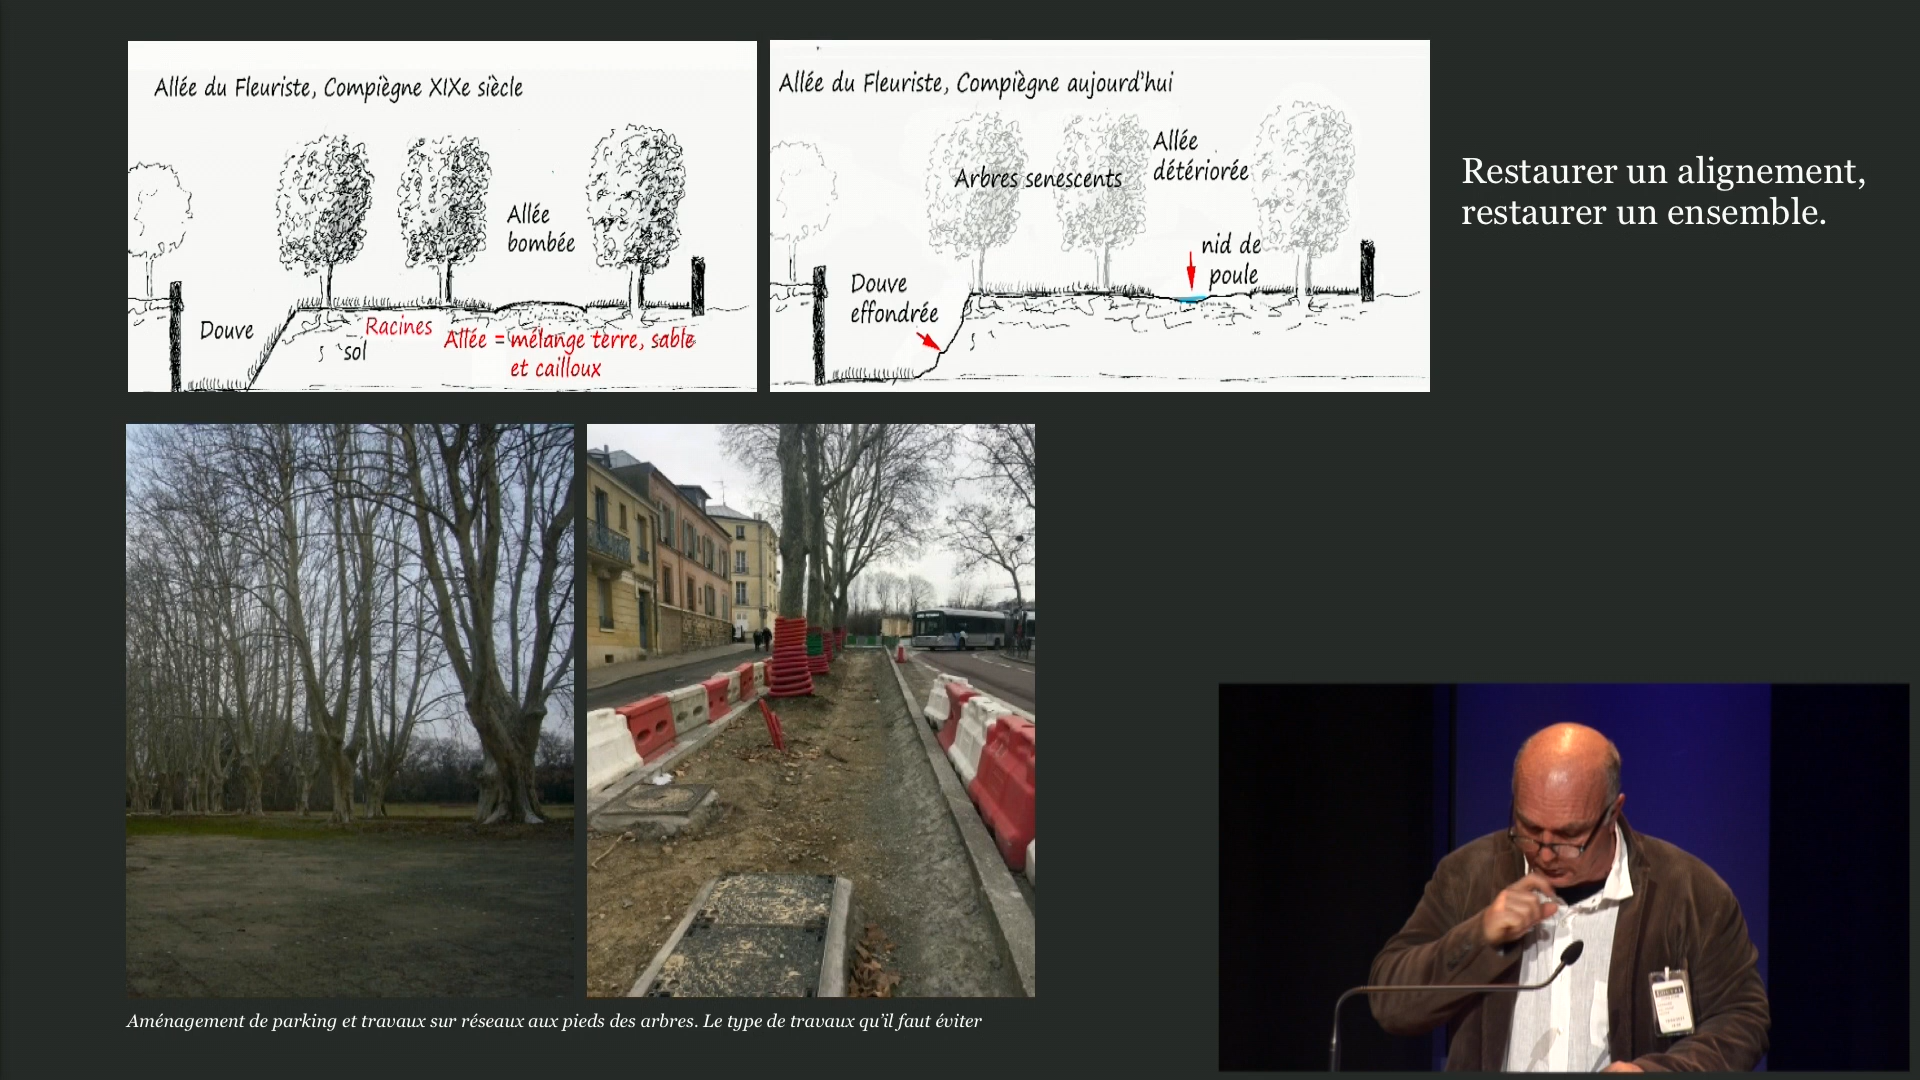 Allée du Fleuriste, Compiègne XIXe siècle
Allée
bombée
Douve
Racines
sol
Allée = mélange terre, sable
et cailloux
Allée du Fleuriste, Compiègne aujourd'hui
Allée
détériorée
Arbres senescents
nid de
poule
Douve
effondrée
Restaurer un alignement,
restaurer un ensemble.
Aménagement de parking et travaux sur réseaux aux pieds des arbres. Le type de travaux qu'il faut éviter